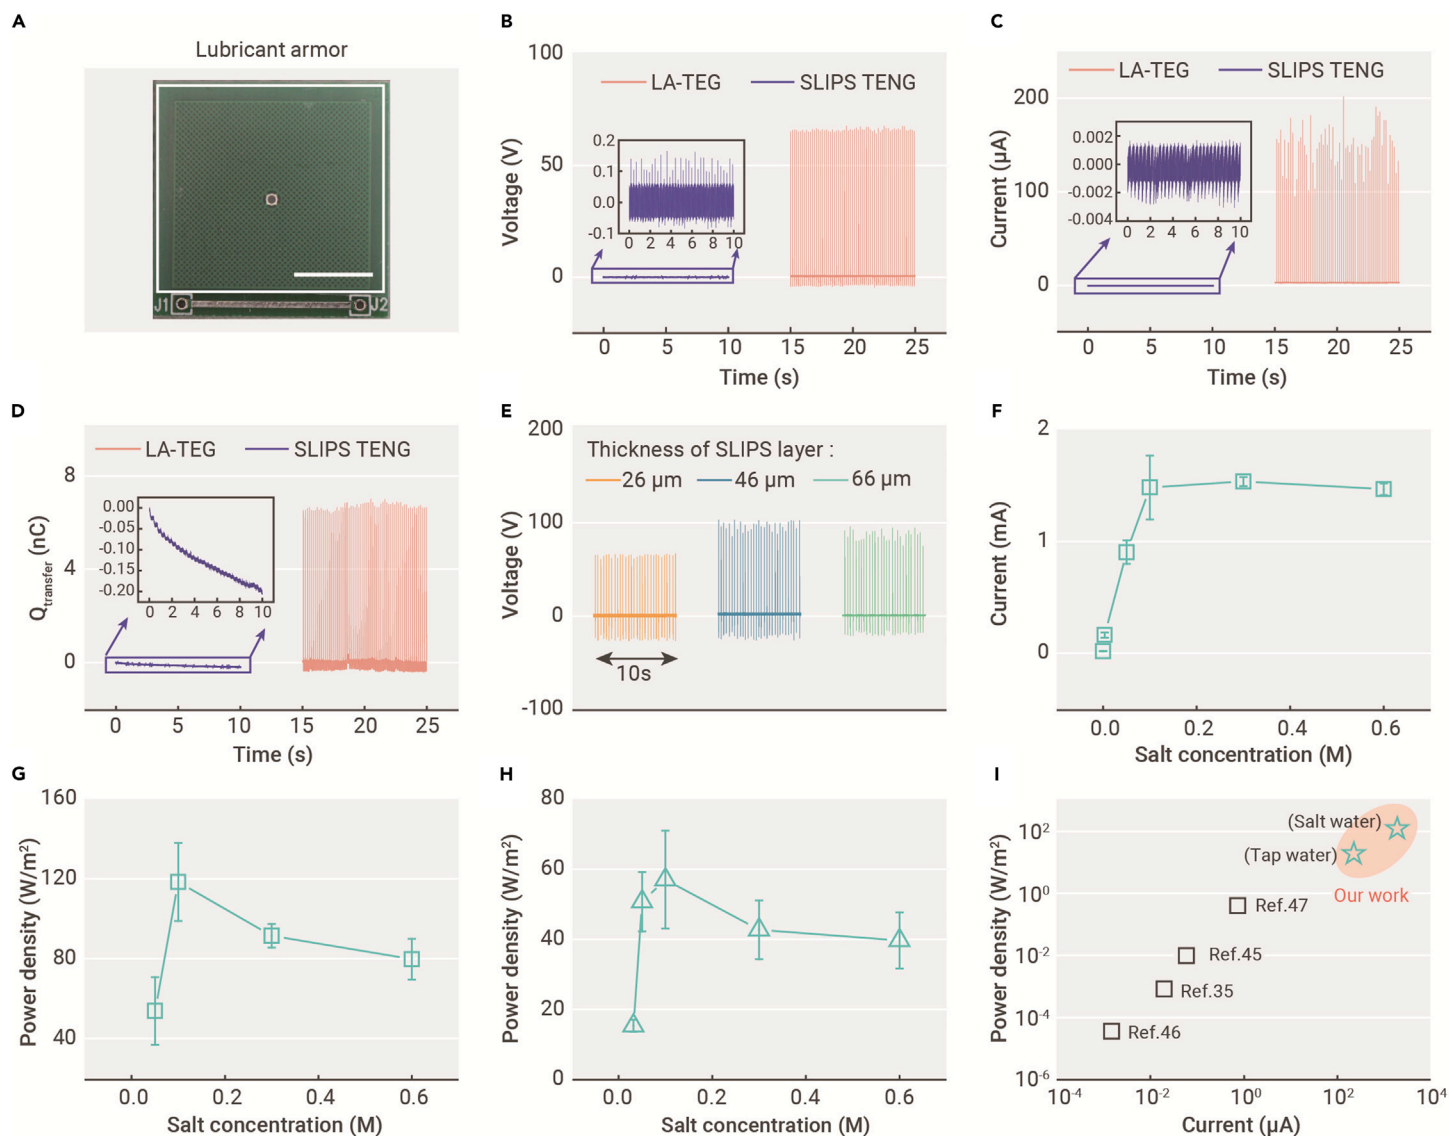 A
Lubricant armor
J1
J2
B
100
50
0
Voltage (V)
LA-TEG
SLIPS TENG
0.2
0.1
0.0
-0.1
0 2 4 6 8 10
0 5 10 15 20 25
Time (s)
C
200
100
0
Current (µA)
LA-TEG
SLIPS TENG
0.002
0.000
-0.002
-0.004
0 2 4 6 8 10
0 5 10 15 20 25
Time (s)
D
8
4
0
Qtransfer (nC)
LA-TEG
SLIPS TENG
0.00
-0.05
-0.10
-0.15
-0.20
0 2 4 6 8 10
0 5 10 15 20 25
Time (s)
E
200
100
0
-100
Voltage (V)
Thickness of SLIPS layer :
26 µm
46 µm
66 µm
10s
F
2
1
0
Current (mA)
0.0 0.2 0.4 0.6
Salt concentration (M)
G
160
120
80
40
Power density (W/m²)
0.0 0.2 0.4 0.6
Salt concentration (M)
H
80
60
40
20
0
Power density (W/m²)
0.0 0.2 0.4 0.6
Salt concentration (M)
I
10²
10⁰
10⁻²
10⁻⁴
10⁻⁶
Power density (W/m²)
(Salt water)
(Tap water)
Our work
Ref.47
Ref.45
Ref.35
Ref.46
10⁻⁴ 10⁻² 10⁰ 10² 10⁴
Current (µA)